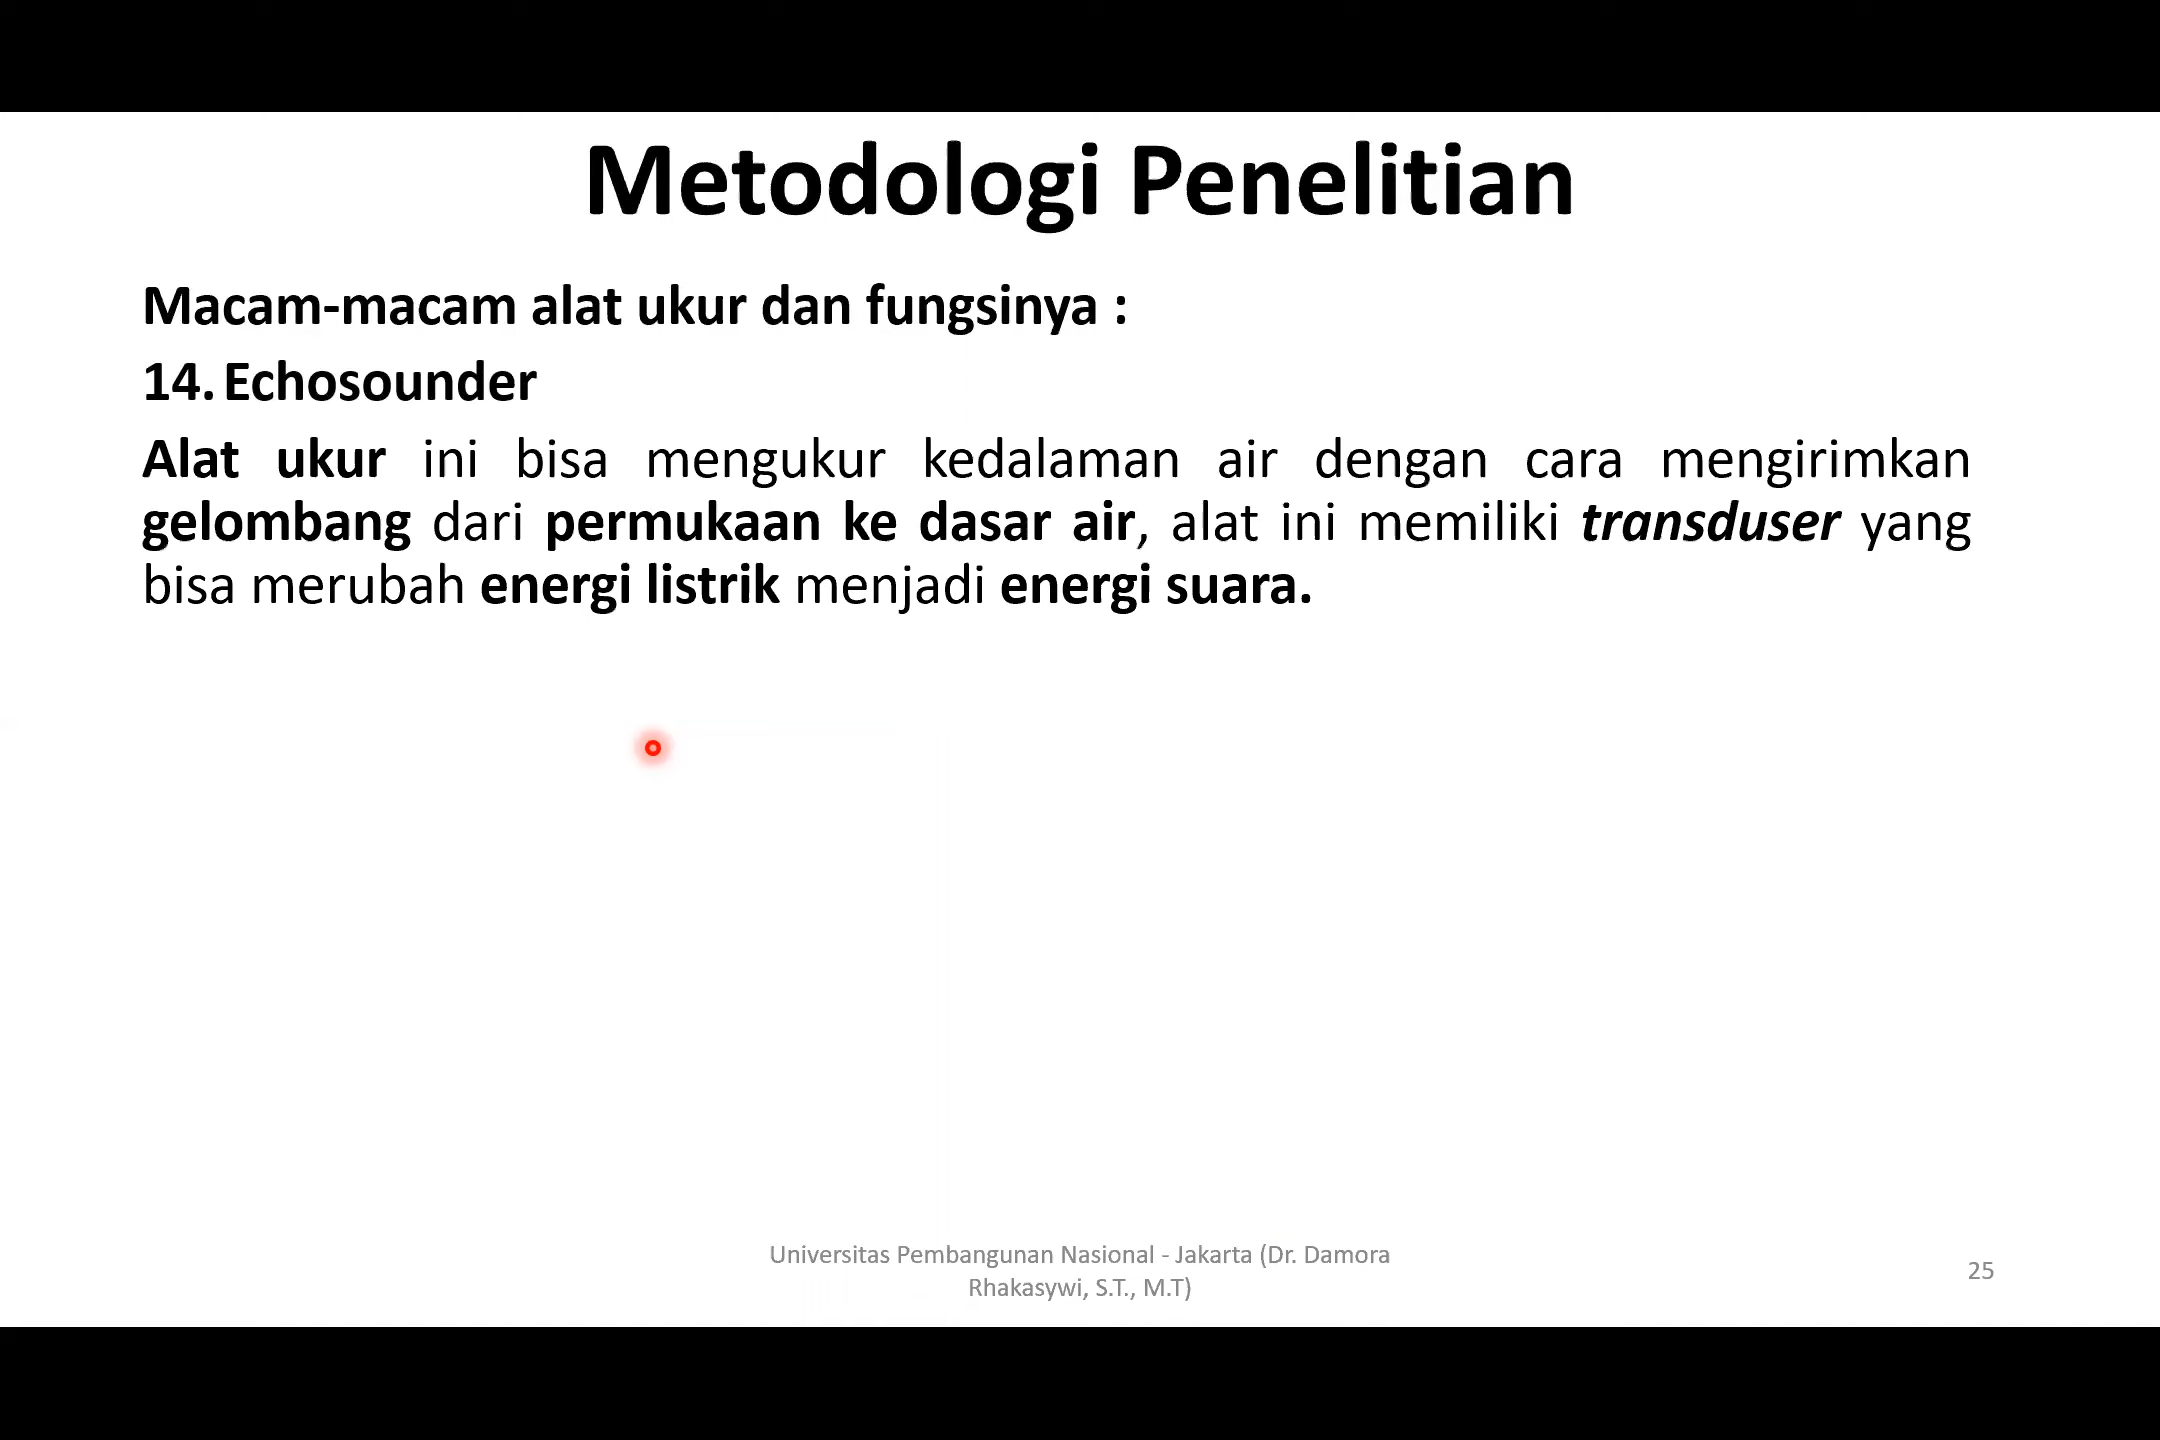 Metodologi Penelitian
Macam-macam alat ukur dan fungsinya :
14. Echosounder
Alat ukur ini bisa mengukur kedalaman air dengan cara mengirimkan
gelombang dari permukaan ke dasar air, alat ini memiliki transduser yang
bisa merubah energi listrik menjadi energi suara.
Universitas Pembangunan Nasional - Jakarta (Dr. Damora
Rhakasywi, S.T., M.T)
25